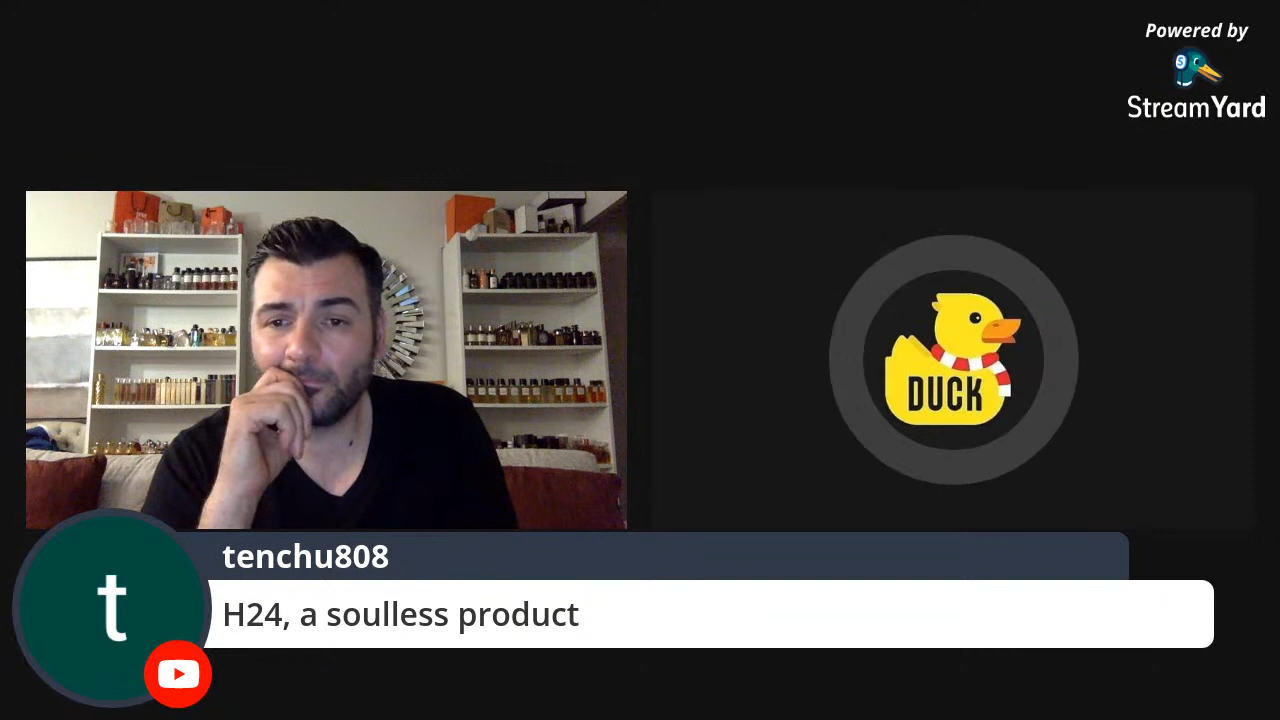 Powered by
StreamYard
DUCK
tenchu808
t
H24, a soulless product